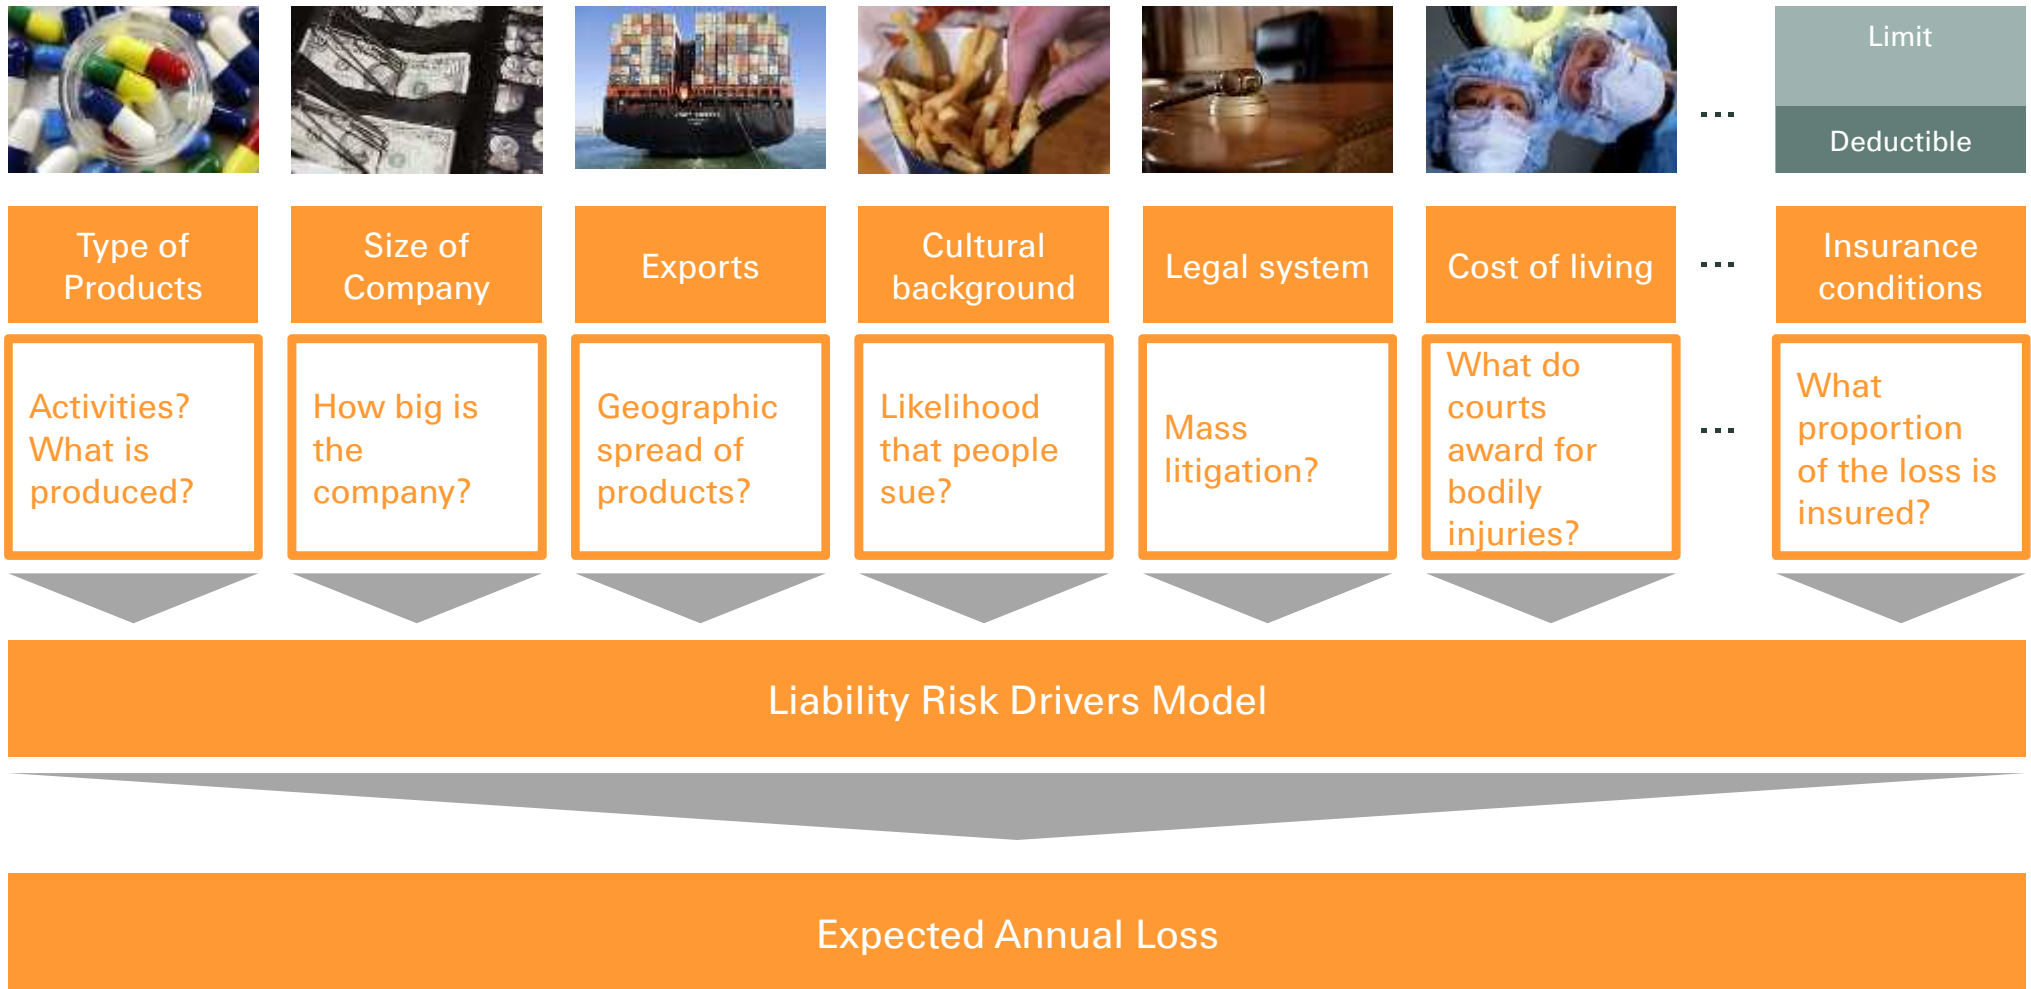 Limit
Deductible
...
Type of
Products
Size of
Company
Exports
Cultural
background
Legal system
Cost of living
...
Insurance
conditions
Activities?
What is
produced?
How big is
the
company?
Geographic
spread of
products?
Likelihood
that people
sue?
Mass
litigation?
What do
courts
award for
bodily
injuries?
...
What
proportion
of the loss is
insured?
Liability Risk Drivers Model
Expected Annual Loss